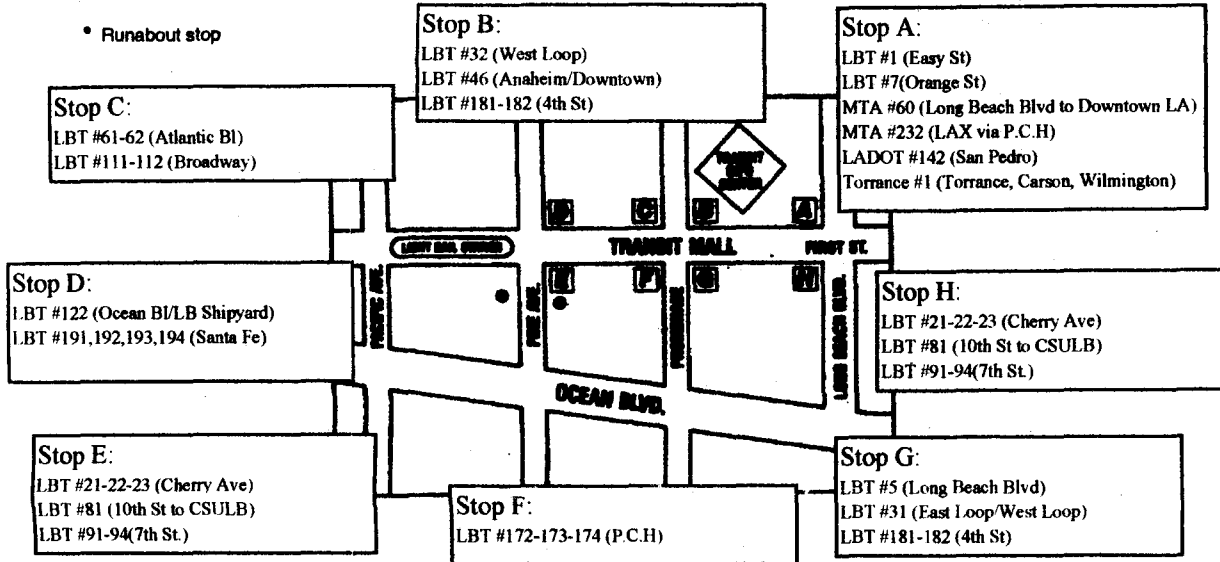 • Runabout stop
Stop B:
LBT #32 (West Loop)
LBT #46 (Anaheim/Downtown)
LBT #181-182 (4th St)
Stop A:
LBT #1 (Easy St)
LBT #7(Orange St)
MTA #60 (Long Beach Blvd to Downtown LA)
MTA #232 (LAX via P.C.H)
LADOT #142 (San Pedro)
Torrance #1 (Torrance, Carson, Wilmington)
Stop C:
LBT #61-62 (Atlantic Bl)
LBT #111-112 (Broadway)
TRANSIT
INFO
CENTER
D
C
B
A
LIGHT RAIL STATION
TRANSIT MALL
FIRST ST.
E
F
G
H
PACIFIC AVE.
PINE AVE.
PROMENADE
LONG BEACH BLVD.
OCEAN BLVD.
Stop D:
LBT #122 (Ocean Bl/LB Shipyard)
LBT #191,192,193,194 (Santa Fe)
Stop H:
LBT #21-22-23 (Cherry Ave)
LBT #81 (10th St to CSULB)
LBT #91-94(7th St.)
Stop E:
LBT #21-22-23 (Cherry Ave)
LBT #81 (10th St to CSULB)
LBT #91-94(7th St.)
Stop F:
LBT #172-173-174 (P.C.H)
Stop G:
LBT #5 (Long Beach Blvd)
LBT #31 (East Loop/West Loop)
LBT #181-182 (4th St)